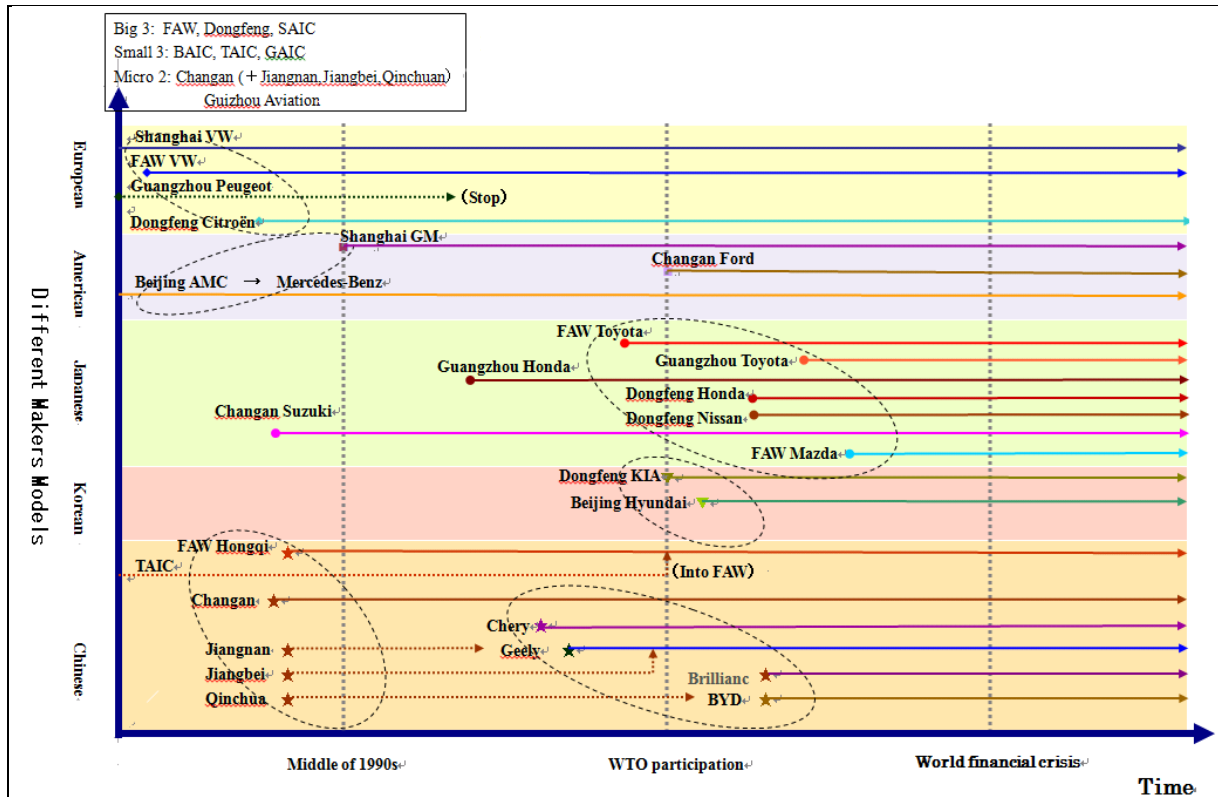 Big 3: FAW, Dongfeng, SAIC
Small 3: BAIC, TAIC, GAIC
Micro 2: Changan (＋Jiangnan,Jiangbei,Qinchuan)
Guizhou Aviation
Different Makers Models
European
Shanghai VW
FAW VW
Guangzhou Peugeot
(Stop)
Dongfeng Citroën
American
Shanghai GM
Changan Ford
Beijing AMC → Mercedes-Benz
Japanese
FAW Toyota
Guangzhou Toyota
Guangzhou Honda
Dongfeng Honda
Changan Suzuki
Dongfeng Nissan
FAW Mazda
Korean
Dongfeng KIA
Beijing Hyundai
Chinese
FAW Hongqi
TAIC
(Into FAW)
Changan
Chery
Jiangnan
Geely
Jiangbei
Brillianc
Qinchua
BYD
Middle of 1990s
WTO participation
World financial crisis
Time